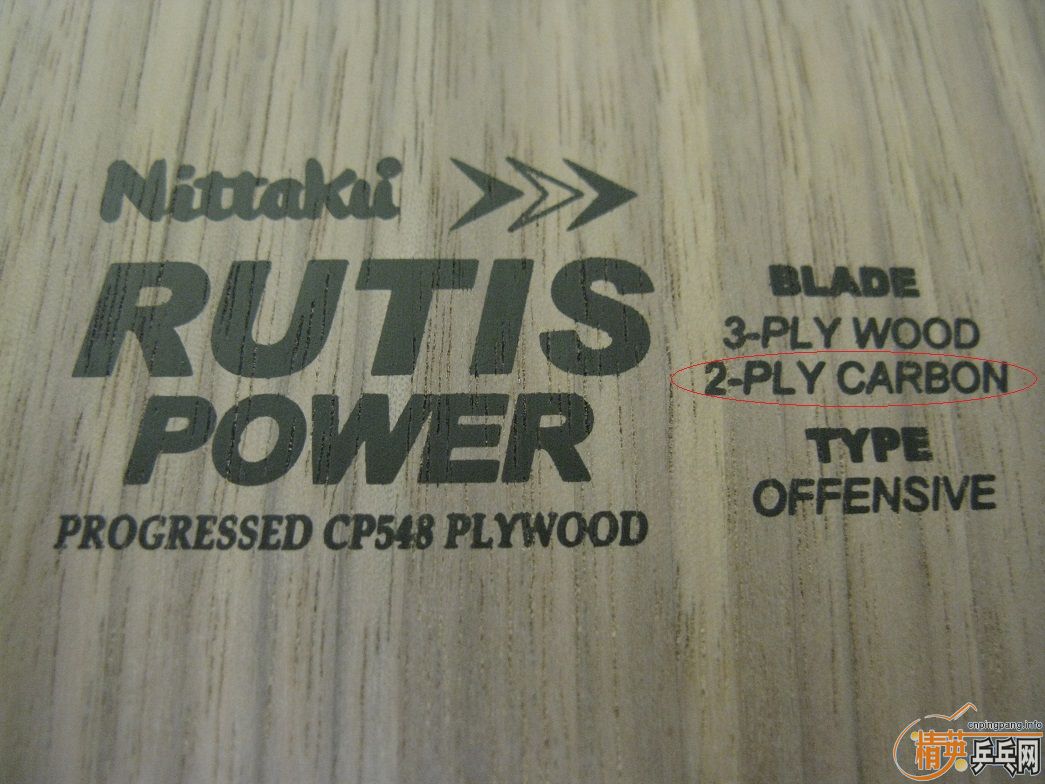 Nittaku
RUTIS
POWER
PROGRESSED CP548 PLYWOOD
BLADE
3-PLY WOOD
2-PLY CARBON
TYPE
OFFENSIVE
cnpingpang.info
精英乒乓网